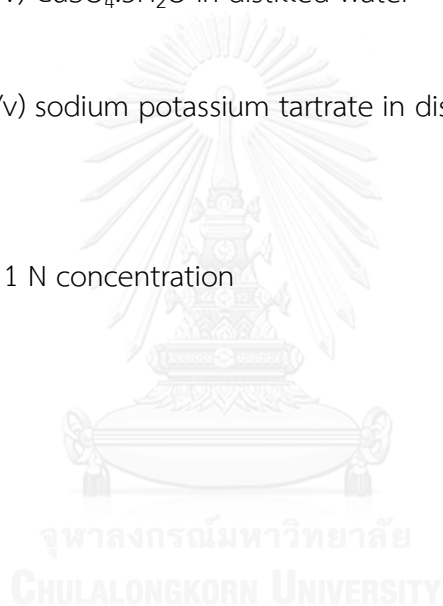 v) CuSO₄.5H₂O in distilled water
/v) sodium potassium tartrate in dis
1 N concentration
จุฬาลงกรณ์มหาวิทยาลัย
CHULALONGKORN UNIVERSITY